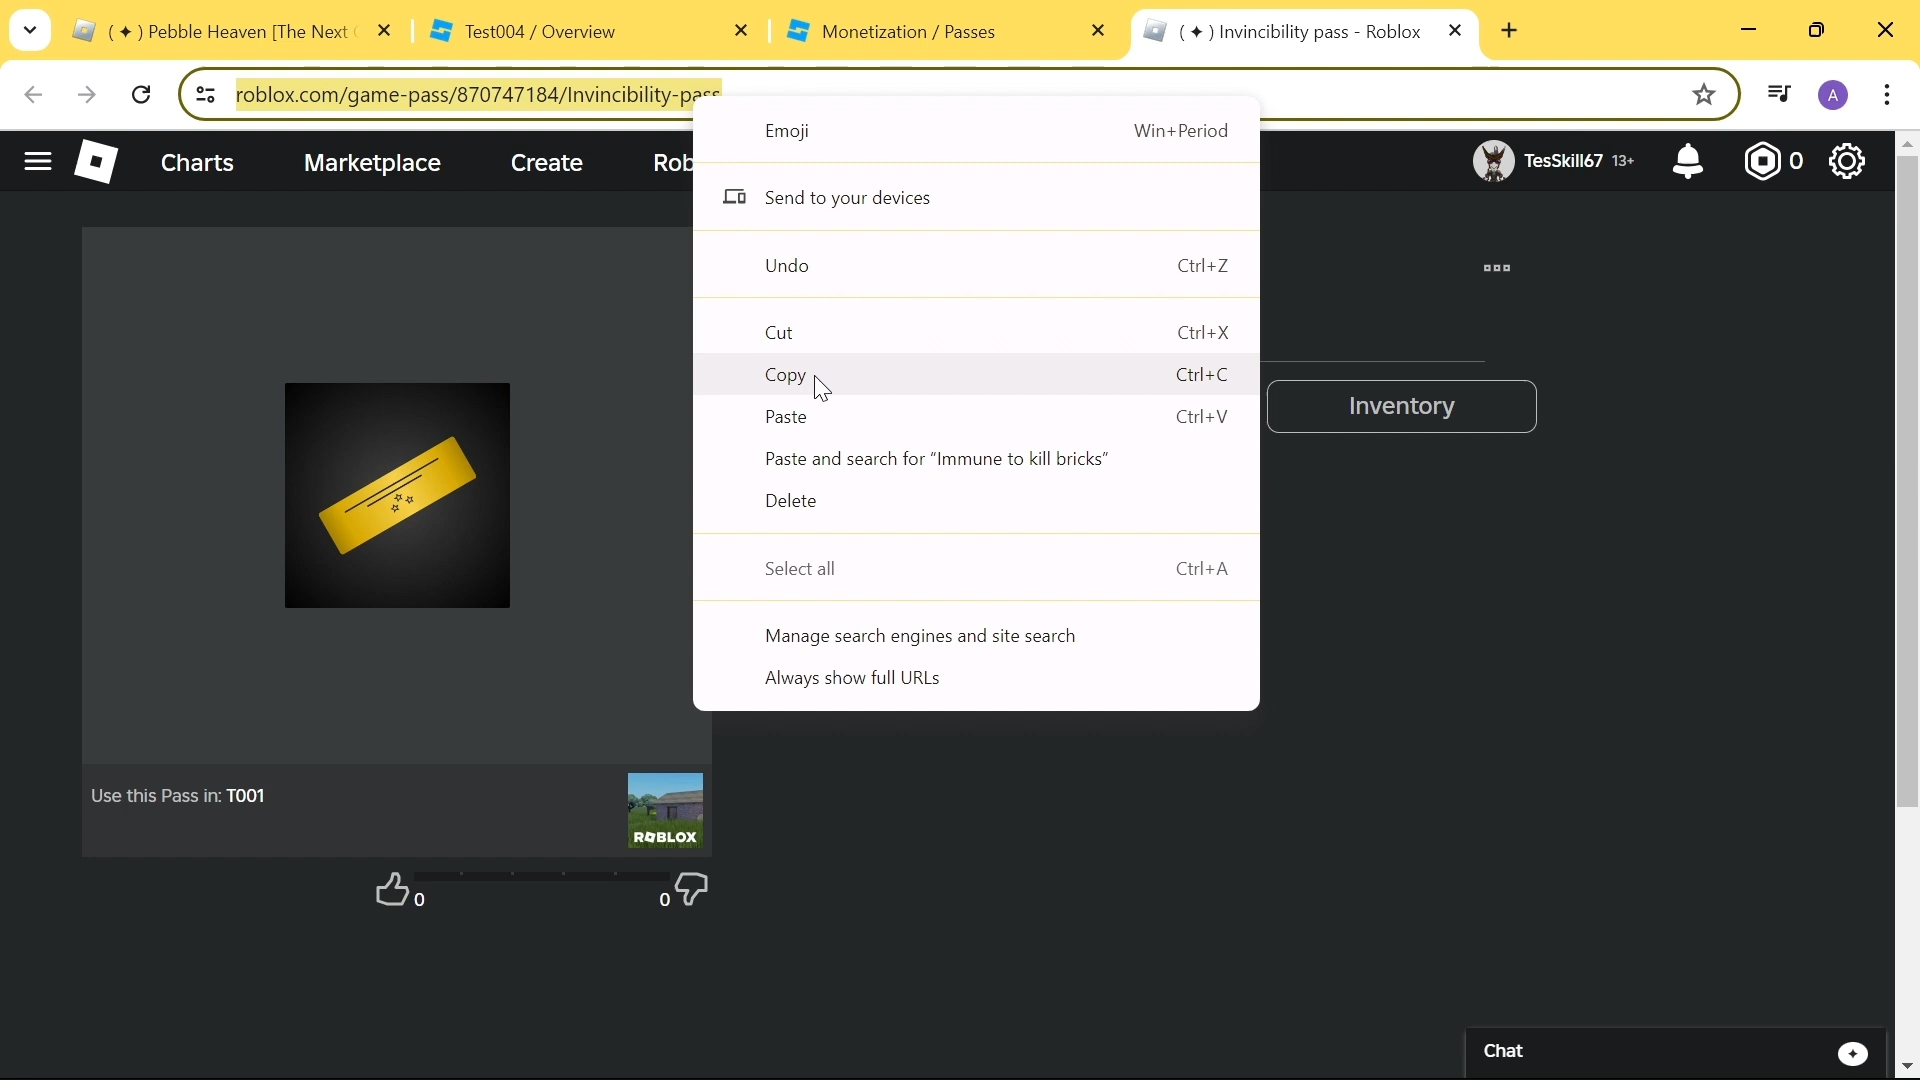 ( ✦ ) Pebble Heaven [The Next
Test004 / Overview
Monetization / Passes
( ✦ ) Invincibility pass - Roblox
roblox.com/game-pass/870747184/Invincibility-pass
A
Charts
Marketplace
Create
Rob
TesSkill67 13+
0
Emoji Win+Period
Send to your devices
Undo Ctrl+Z
Cut Ctrl+X
Copy Ctrl+C
Paste Ctrl+V
Paste and search for “Immune to kill bricks”
Delete
Select all Ctrl+A
Manage search engines and site search
Always show full URLs
Inventory
Use this Pass in: T001
ROBLOX
0
0
Chat